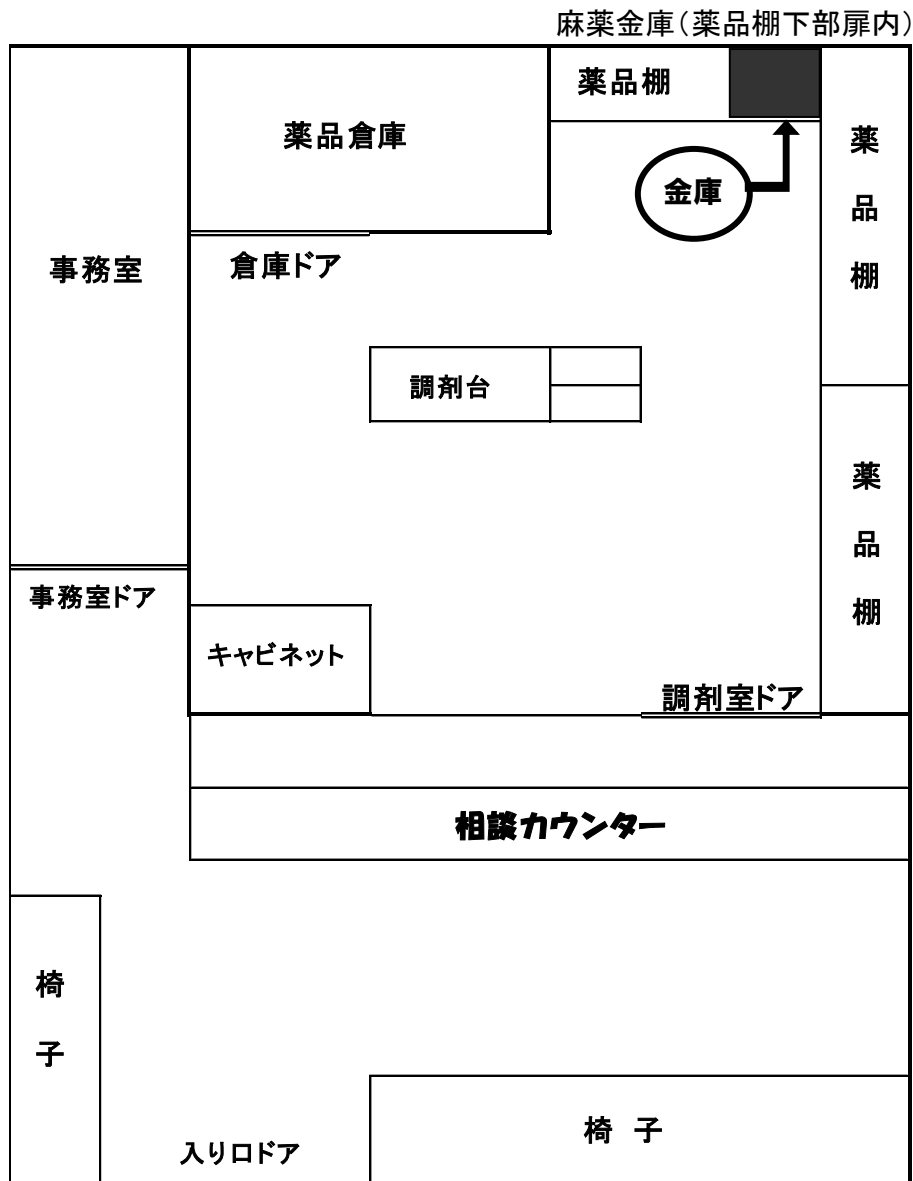 麻薬金庫（薬品棚下部扉内）
薬品棚
薬品倉庫
薬品棚
金庫
事務室
倉庫ドア
調剤台
薬品棚
事務室ドア
キャビネット
調剤室ドア
相談カウンター
椅子
椅子
入り口ドア